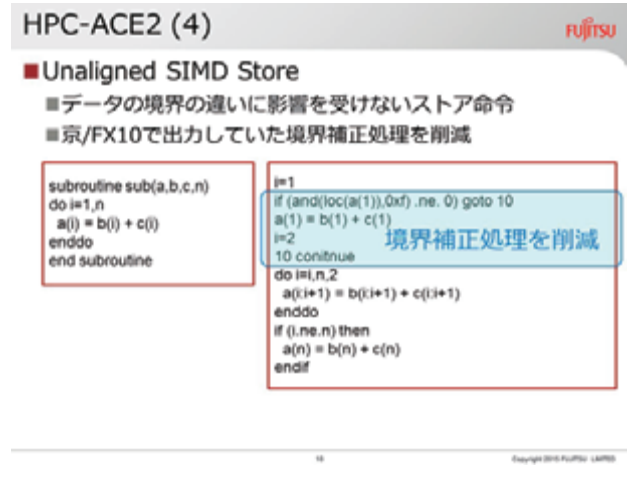 HPC-ACE2 (4)
FUJITSU
■Unaligned SIMD Store
■データの境界の違いに影響を受けないストア命令
■京/FX10で出力していた境界補正処理を削減
subroutine sub(a,b,c,n)
do i=1,n
a(i) = b(i) + c(i)
enddo
end subroutine
i=1
if (and(loc(a(1)),0xf) .ne. 0) goto 10
a(1) = b(1) + c(1)
i=2
10 conitnue
境界補正処理を削減
do i=i,n,2
a(i:i+1) = b(i:i+1) + c(i:i+1)
enddo
if (i.ne.n) then
a(n) = b(n) + c(n)
endif
Copyright 2015 FUJITSU LIMITED